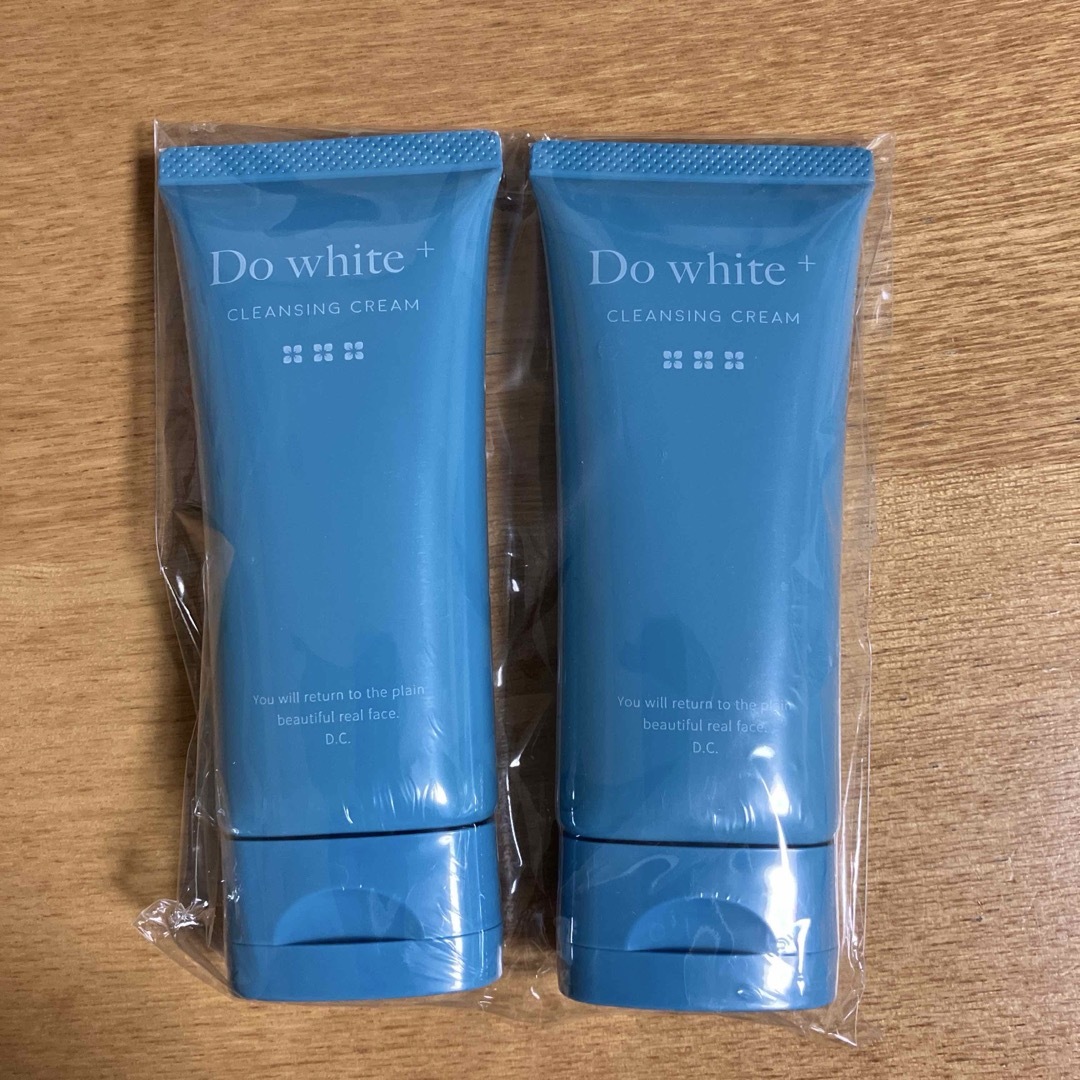 Do white +
CLEANSING CREAM
You will return to the plain
beautiful real face.
D.C.
Do white +
CLEANSING CREAM
You will return to the plain
beautiful real face.
D.C.